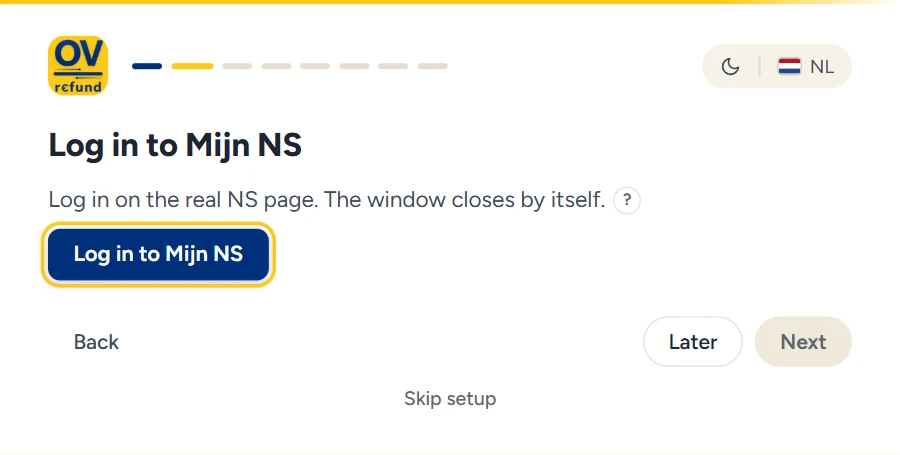 OV
refund
NL
Log in to Mijn NS
Log in on the real NS page. The window closes by itself. ?
Log in to Mijn NS
Back
Later
Next
Skip setup